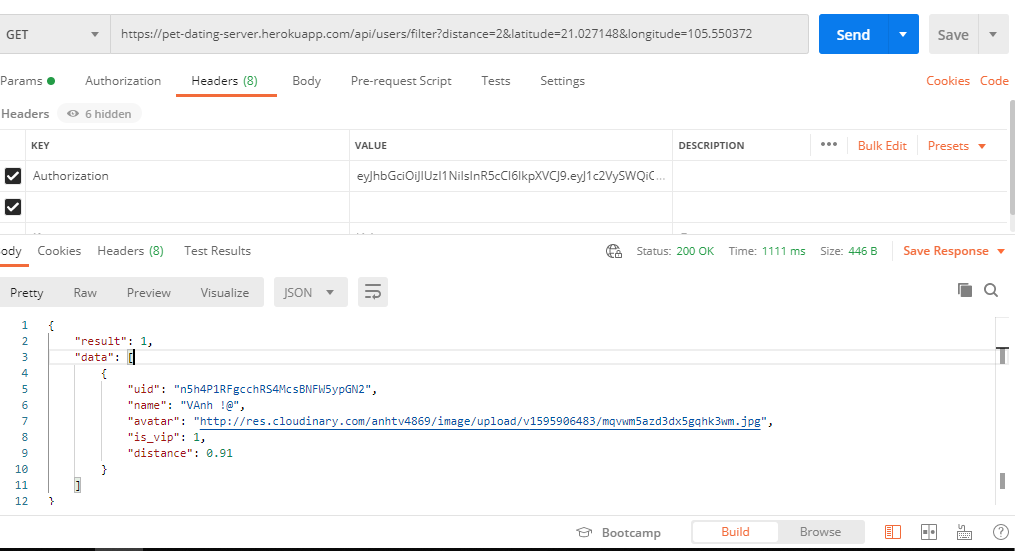 GET https://pet-dating-server.herokuapp.com/api/users/filter?distance=2&latitude=21.027148&longitude=105.550372 Send Save
Params Authorization Headers (8) Body Pre-request Script Tests Settings Cookies Code
Headers 6 hidden
KEY VALUE DESCRIPTION ••• Bulk Edit Presets
Authorization eyJhbGciOiJIUzI1NiIsInR5cCI6IkpXVCJ9.eyJ1c2VySWQiO...
ody Cookies Headers (8) Test Results Status: 200 OK Time: 1111 ms Size: 446 B Save Response
Pretty Raw Preview Visualize JSON
1 {
2 "result": 1,
3 "data": [
4 {
5 "uid": "n5h4P1RFgcchRS4McsBNFW5ypGN2",
6 "name": "VAnh !@",
7 "avatar": "http://res.cloudinary.com/anhtv4869/image/upload/v1595906483/mqvwm5azd3dx5gqhk3wm.jpg",
8 "is_vip": 1,
9 "distance": 0.91
10 }
11 ]
12 }
Bootcamp Build Browse